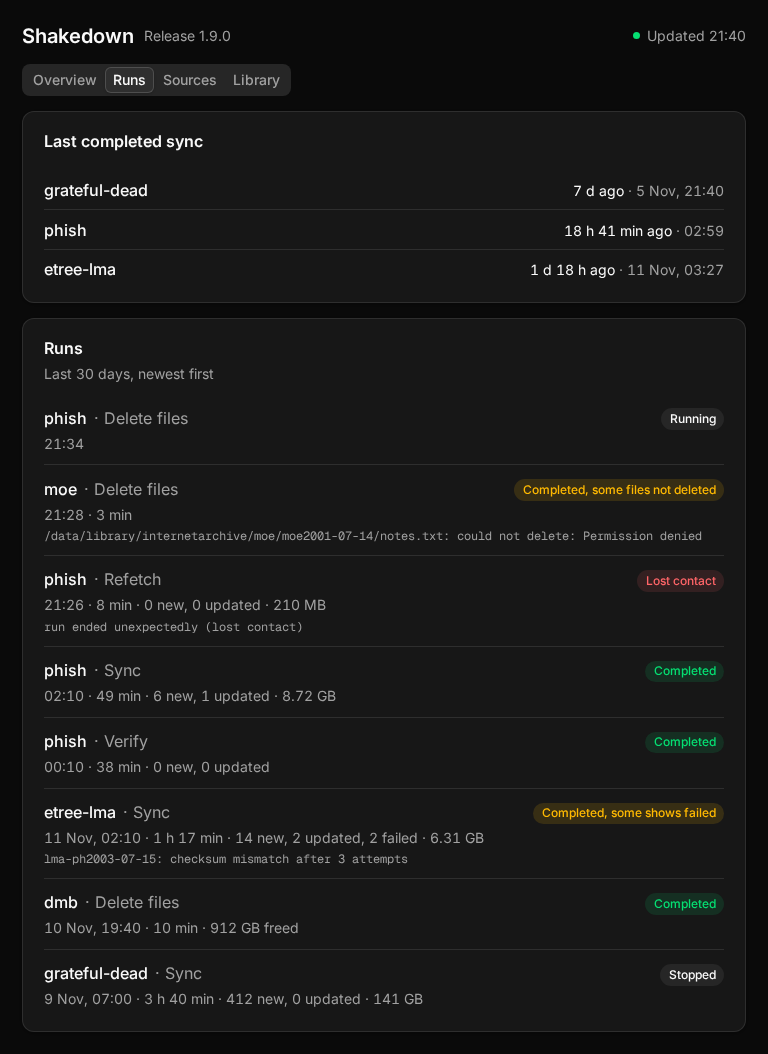 Shakedown Release 1.9.0
Updated 21:40
Overview Runs Sources Library
Last completed sync
grateful-dead 7 d ago · 5 Nov, 21:40
phish 18 h 41 min ago · 02:59
etree-lma 1 d 18 h ago · 11 Nov, 03:27
Runs
Last 30 days, newest first
phish · Delete files Running
21:34
moe · Delete files Completed, some files not deleted
21:28 · 3 min
/data/library/internetarchive/moe/moe2001-07-14/notes.txt: could not delete: Permission denied
phish · Refetch Lost contact
21:26 · 8 min · 0 new, 0 updated · 210 MB
run ended unexpectedly (lost contact)
phish · Sync Completed
02:10 · 49 min · 6 new, 1 updated · 8.72 GB
phish · Verify Completed
00:10 · 38 min · 0 new, 0 updated
etree-lma · Sync Completed, some shows failed
11 Nov, 02:10 · 1 h 17 min · 14 new, 2 updated, 2 failed · 6.31 GB
lma-ph2003-07-15: checksum mismatch after 3 attempts
dmb · Delete files Completed
10 Nov, 19:40 · 10 min · 912 GB freed
grateful-dead · Sync Stopped
9 Nov, 07:00 · 3 h 40 min · 412 new, 0 updated · 141 GB